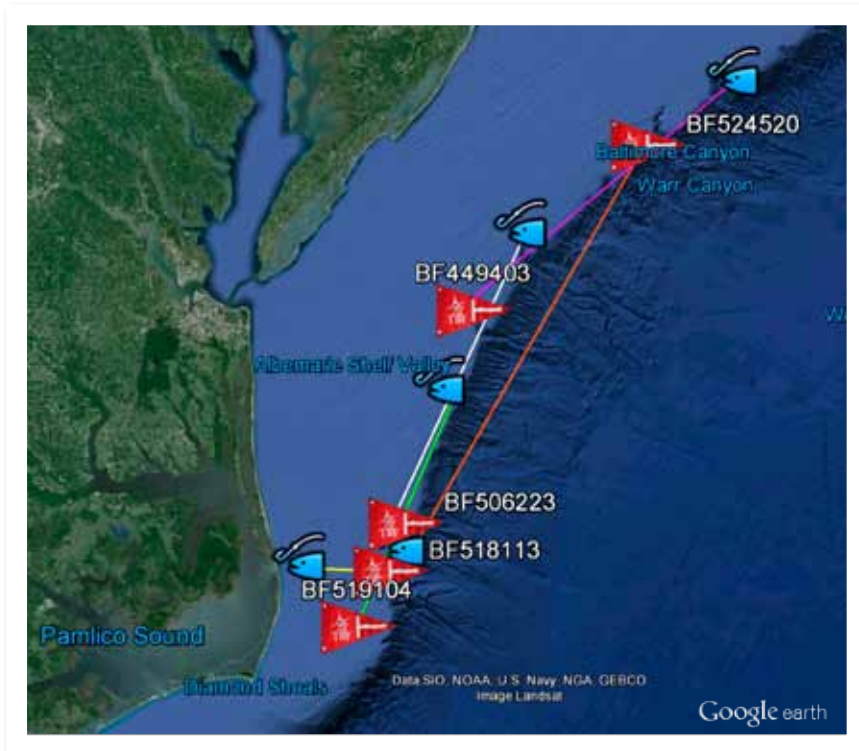 BF524520
Baltimore Canyon
Warr Canyon
BF449403
Albemarle Shelf Valley
BF506223
BF518113
BF519104
Pamlico Sound
Diamond Shoals
Data SIO, NOAA, U.S. Navy, NGA, GEBCO
Image Landsat
Google earth